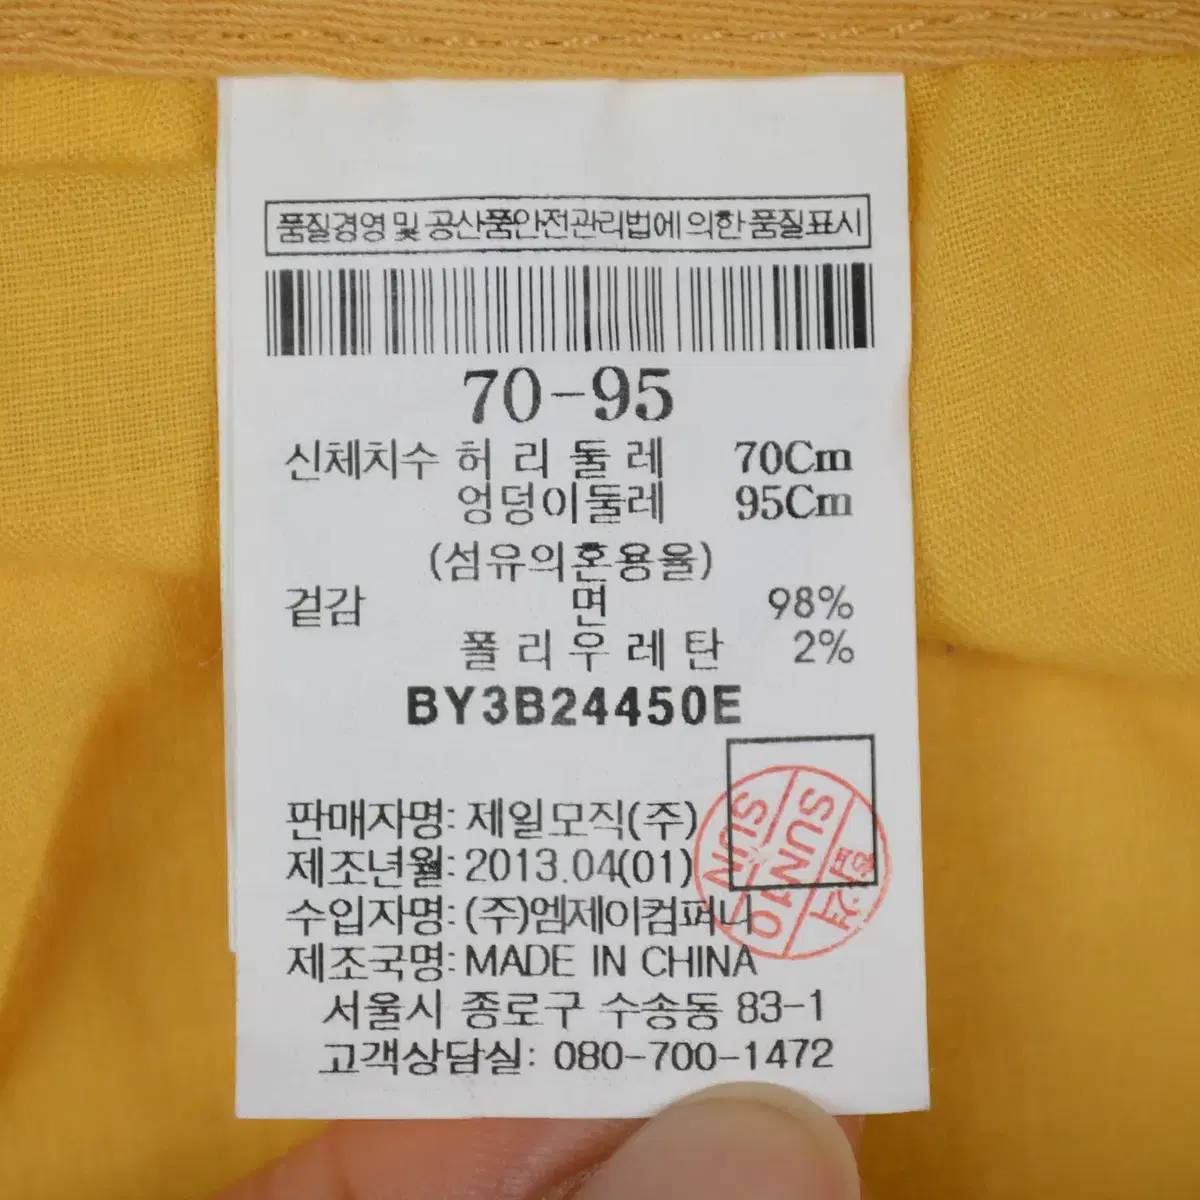 품질경영 및 공산품안전관리법에 의한 품질표시
70-95
신체치수 허리둘레 70Cm
엉덩이둘레 95Cm
(섬유의혼용율)
겉감 면 98%
폴리우레탄 2%
BY3B24450E
판매자명: 제일모직(주)
제조년월: 2013.04(01)
수입자명: (주)엠제이컴퍼니
제조국명: MADE IN CHINA
서울시 종로구 수송동 83-1
고객상담실: 080-700-1472
SUN10